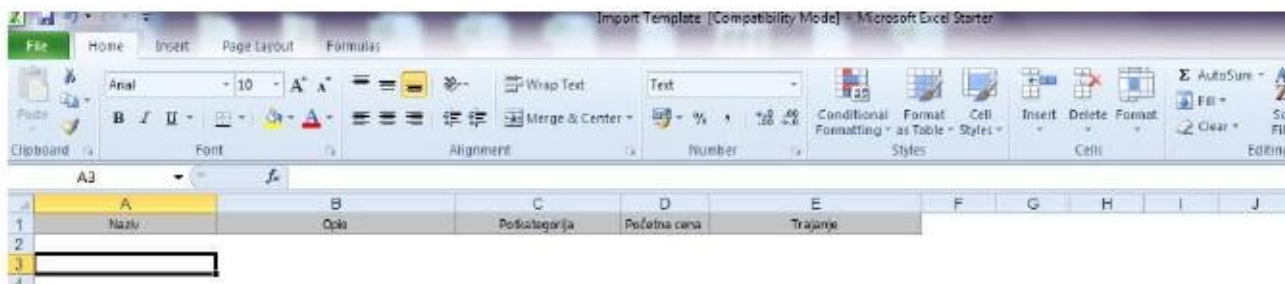 Import Template [Compatibility Mode] - Microsoft Excel Starter
File Home Insert Page Layout Formulas
Arial 10 A A Wrap Text Text Σ AutoSum
Paste B I U Merge & Center % , Conditional Formatting Format as Table Cell Styles Insert Delete Format Fill Clear
Clipboard Font Alignment Number Styles Cells Editing
A3 fx
A B C D E F G H I J
1 Naziv Opis Potkategorija Početna cena Trajanje
2
3
4